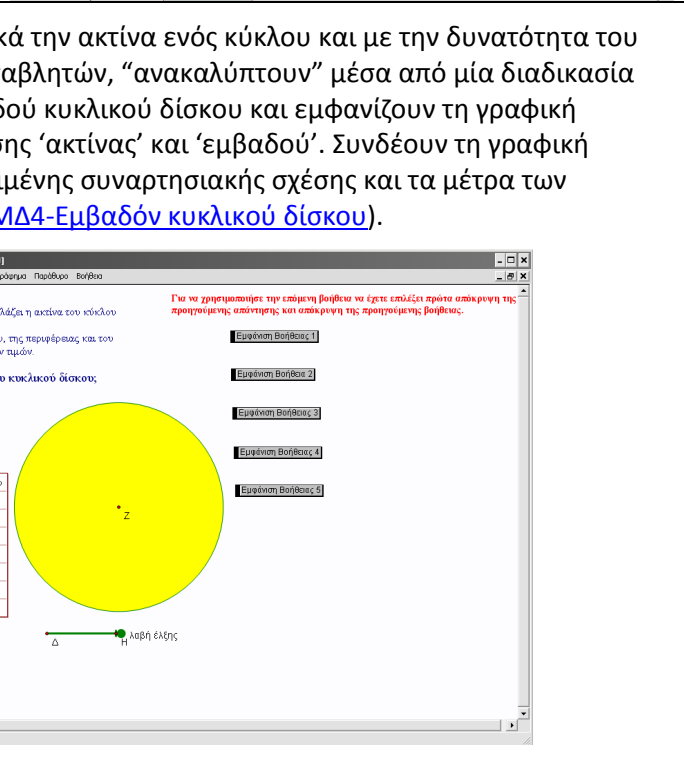 κά την ακτίνα ενός κύκλου και με την δυνατότητα του
αβλητών, “ανακαλύπτουν” μέσα από μία διαδικασία
δού κυκλικού δίσκου και εμφανίζουν τη γραφική
σης ‘ακτίνας’ και ‘εμβαδού’. Συνδέουν τη γραφική
ιμένης συναρτησιακής σχέσης και τα μέτρα των
ΜΔ4-Εμβαδόν κυκλικού δίσκου).
ράφημα Παράθυρο Βοήθεια
Για να χρησιμοποιήσε την επόμενη βοήθεια να έχετε επιλέξει πρώτα απόκρυψη της
προηγούμενης απάντησης και απόκρυψη της προηγούμενης βοήθειας.
λάζει η ακτίνα του κύκλου
υ, της περιφέρειας και του
ν τιμών.
υ κυκλικού δίσκου;
Εμφάνιση Βοήθειας 1
Εμφάνιση Βοήθεια 2
Εμφάνιση Βοήθειας 3
Εμφάνιση Βοήθειας 4
Εμφάνιση Βοήθειας 5
Ζ
Δ
Η
λαβή έλξης